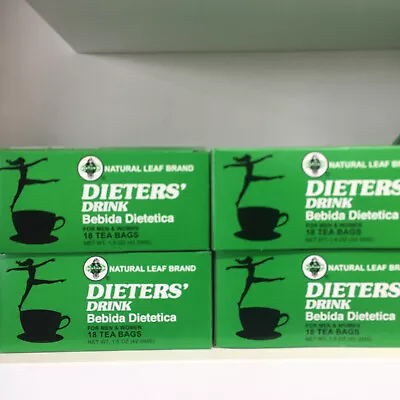 NATURAL LEAF BRAND
DIETERS'
DRINK
Bebida Dietetica
FOR MEN & WOMEN
18 TEA BAGS
NATURAL LEAF BRAND
DIETERS'
DRINK
Bebida Dietetica
FOR MEN & WOMEN
18 TEA BAGS
NATURAL LEAF BRAND
DIETERS'
DRINK
Bebida Dietetica
FOR MEN & WOMEN
18 TEA BAGS
NATURAL LEAF BRAND
DIETERS'
DRINK
Bebida Dietetica
FOR MEN & WOMEN
18 TEA BAGS